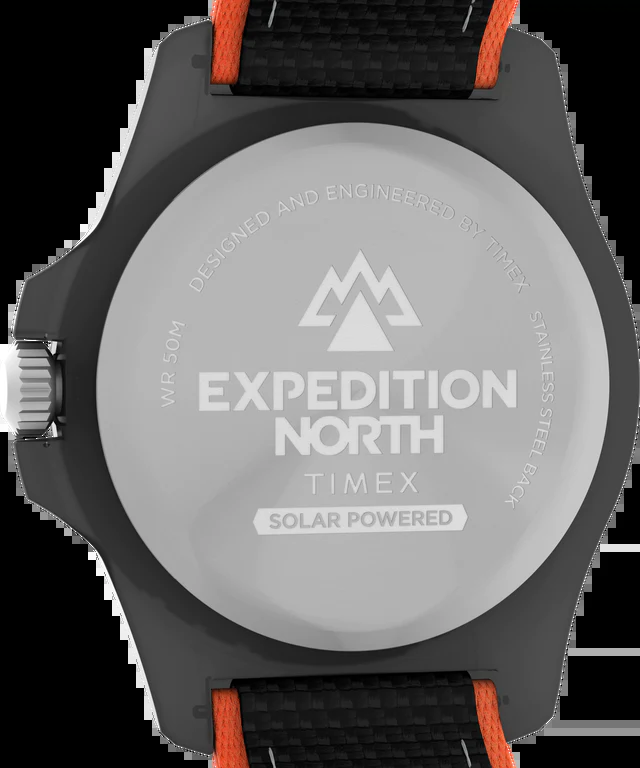 DESIGNED AND ENGINEERED BY TIMEX
WR 50M
STAINLESS STEEL BACK
EXPEDITION
NORTH
TIMEX
SOLAR POWERED